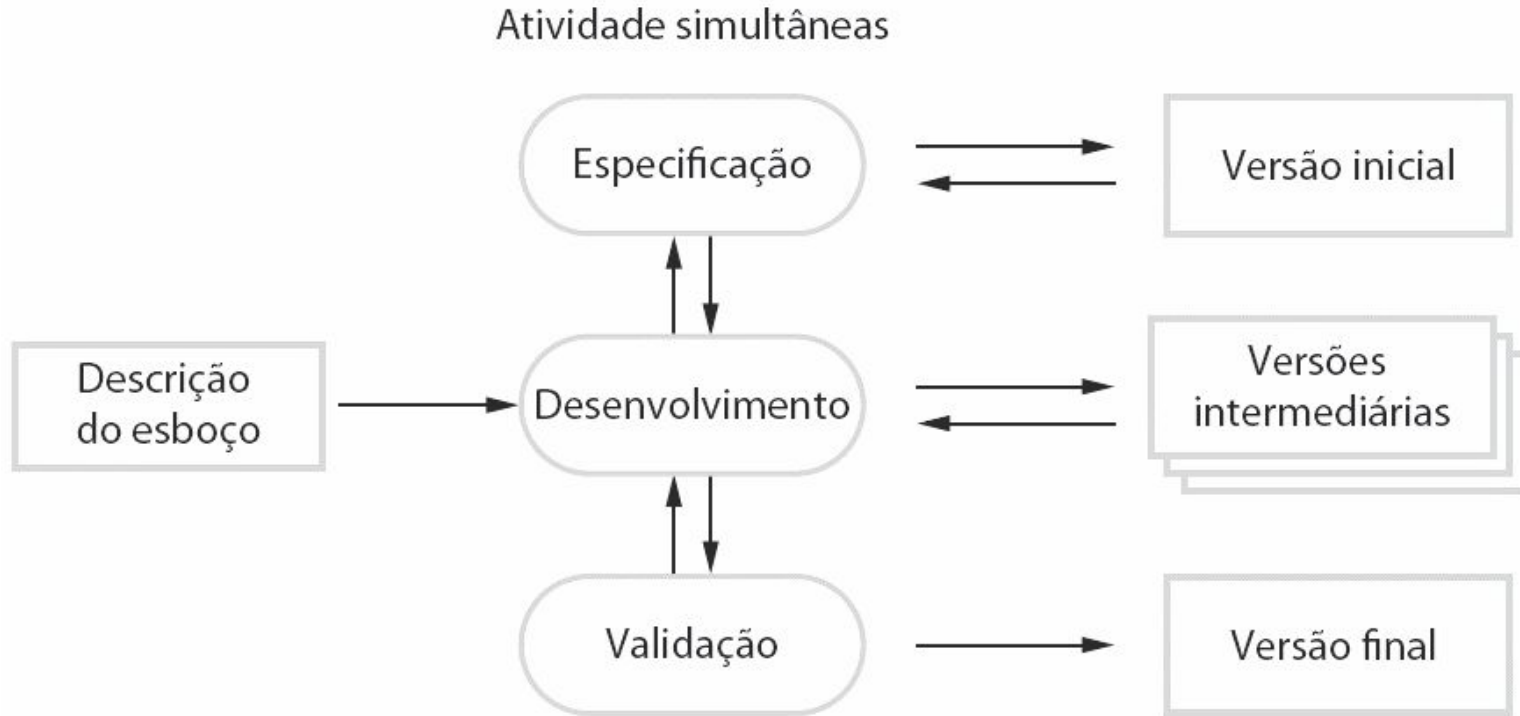 Atividade simultâneas
Especificação
Versão inicial
Descrição
do esboço
Desenvolvimento
Versões
intermediárias
Validação
Versão final